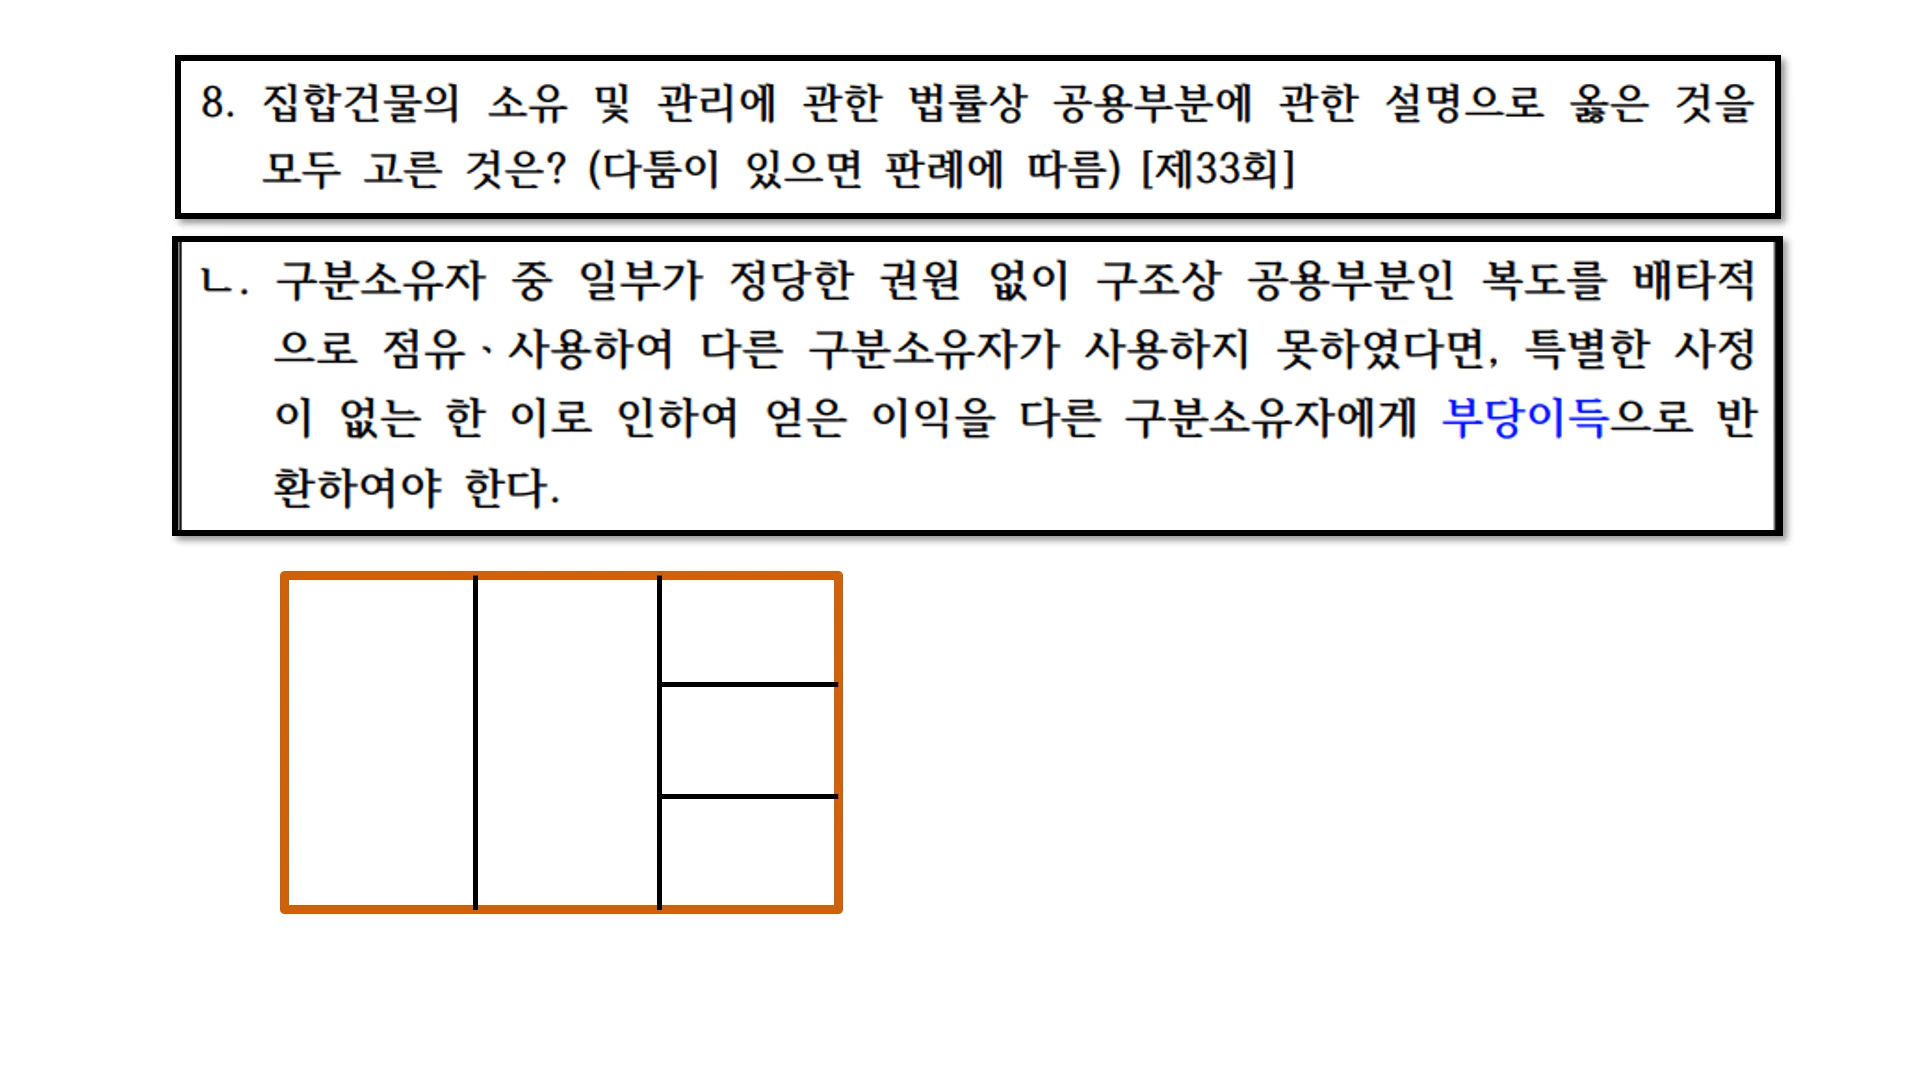 8. 집합건물의 소유 및 관리에 관한 법률상 공용부분에 관한 설명으로 옳은 것을
모두 고른 것은? (다툼이 있으면 판례에 따름) [제33회]
ㄴ. 구분소유자 중 일부가 정당한 권원 없이 구조상 공용부분인 복도를 배타적
으로 점유ㆍ사용하여 다른 구분소유자가 사용하지 못하였다면, 특별한 사정
이 없는 한 이로 인하여 얻은 이익을 다른 구분소유자에게 부당이득으로 반
환하여야 한다.